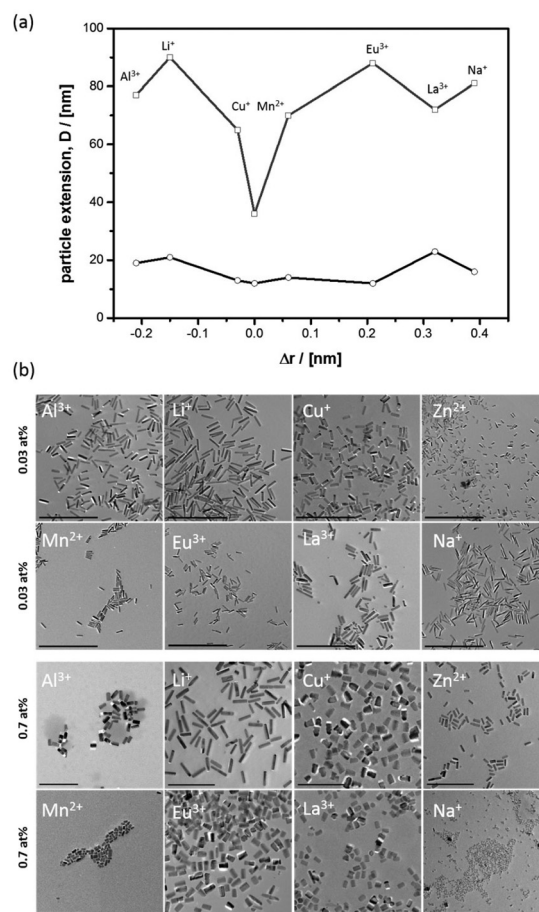 (a)
particle extension, D / [nm]
100
80
60
40
20
0
Al³⁺
Li⁺
Cu⁺
Mn²⁺
Eu³⁺
La³⁺
Na⁺
-0.2 -0.1 0.0 0.1 0.2 0.3 0.4
Δr / [nm]
(b)
0.03 at%
Al³⁺ Li⁺ Cu⁺ Zn²⁺
0.03 at%
Mn²⁺ Eu³⁺ La³⁺ Na⁺
0.7 at%
Al³⁺ Li⁺ Cu⁺ Zn²⁺
0.7 at%
Mn²⁺ Eu³⁺ La³⁺ Na⁺